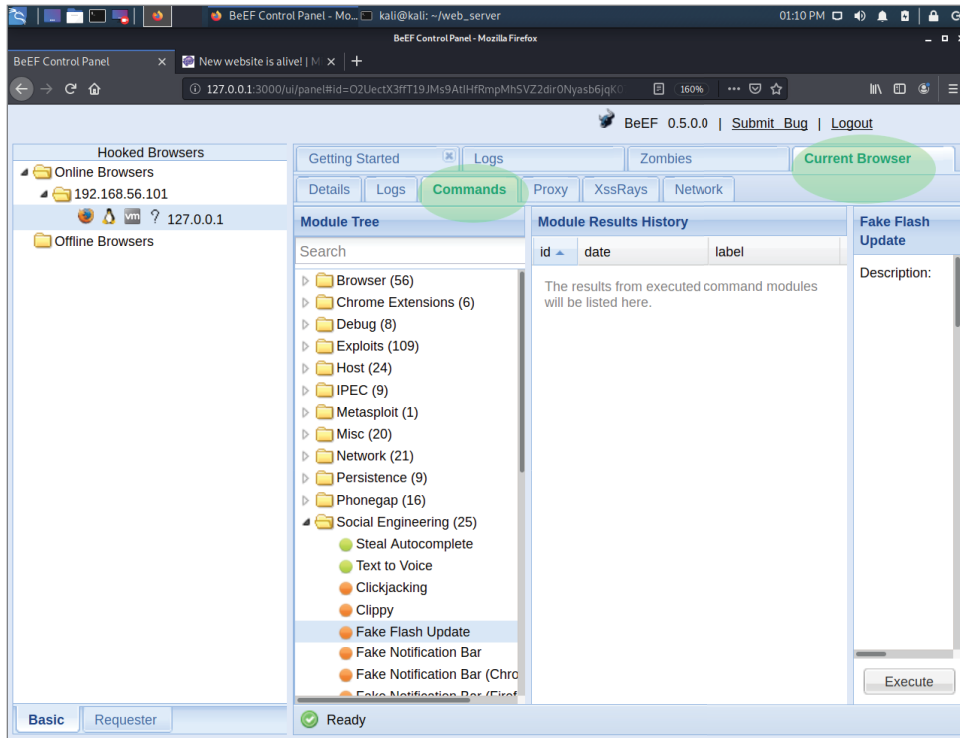 BeEF Control Panel - Mo... kali@kali: ~/web_server 01:10 PM
BeEF Control Panel - Mozilla Firefox
BeEF Control Panel New website is alive! | M
127.0.0.1:3000/ui/panel#id=O2UectX3ffT19JMs9AtIHfRmpMhSVZ2dir0Nyasb6jqK0 160%
BeEF 0.5.0.0 | Submit Bug | Logout
Hooked Browsers
Online Browsers
192.168.56.101
? 127.0.0.1
Offline Browsers
Basic Requester
Getting Started Logs Zombies Current Browser
Details Logs Commands Proxy XssRays Network
Module Tree
Search
Browser (56)
Chrome Extensions (6)
Debug (8)
Exploits (109)
Host (24)
IPEC (9)
Metasploit (1)
Misc (20)
Network (21)
Persistence (9)
Phonegap (16)
Social Engineering (25)
Steal Autocomplete
Text to Voice
Clickjacking
Clippy
Fake Flash Update
Fake Notification Bar
Fake Notification Bar (Chro
Fake Notification Bar (Firef
Module Results History
id date label
The results from executed command modules
will be listed here.
Fake Flash
Update
Description:
Execute
Ready